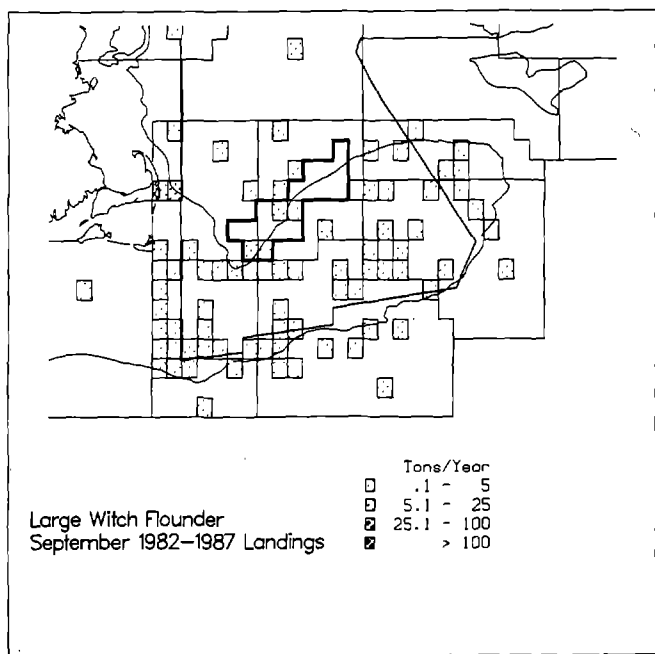 Tons/Year
.1 - 5
5.1 - 25
25.1 - 100
> 100
Large Witch Flounder
September 1982-1987 Landings